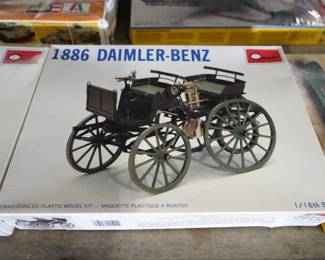 1886 DAIMLER-BENZ
UNASSEMBLED PLASTIC MODEL KIT — MAQUETTE PLASTIQUE A MONTER
1/16th